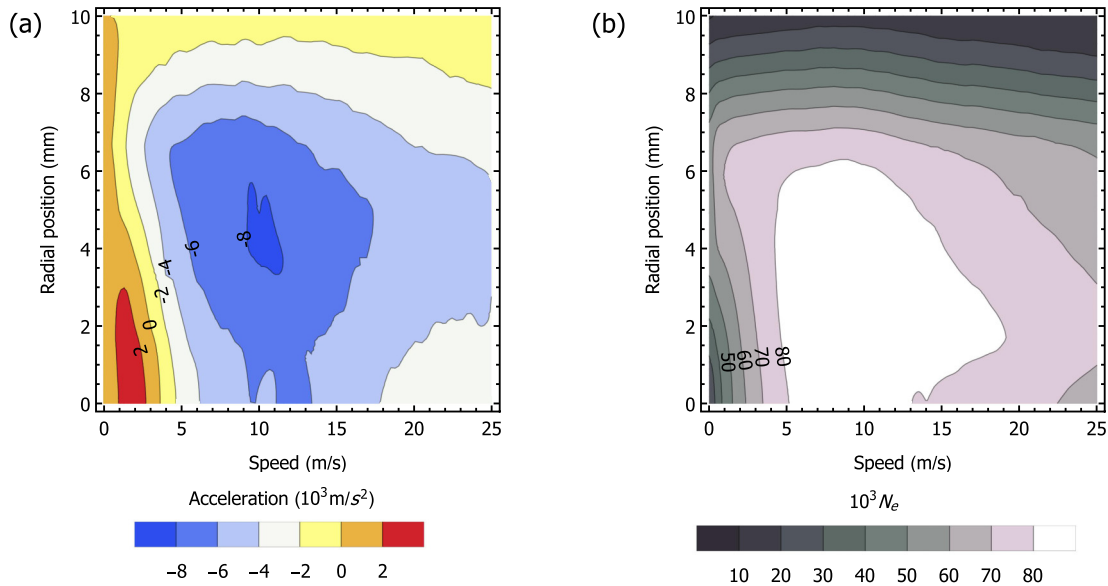 (a)
10
8
6
4
2
0
Radial position (mm)
-8
-6
-4
-2
0
2
0 5 10 15 20 25
Speed (m/s)
Acceleration (10³m/s²)
−8 −6 −4 −2 0 2
(b)
10
8
6
4
2
0
Radial position (mm)
50
60
70
80
0 5 10 15 20 25
Speed (m/s)
10³Nₑ
10 20 30 40 50 60 70 80